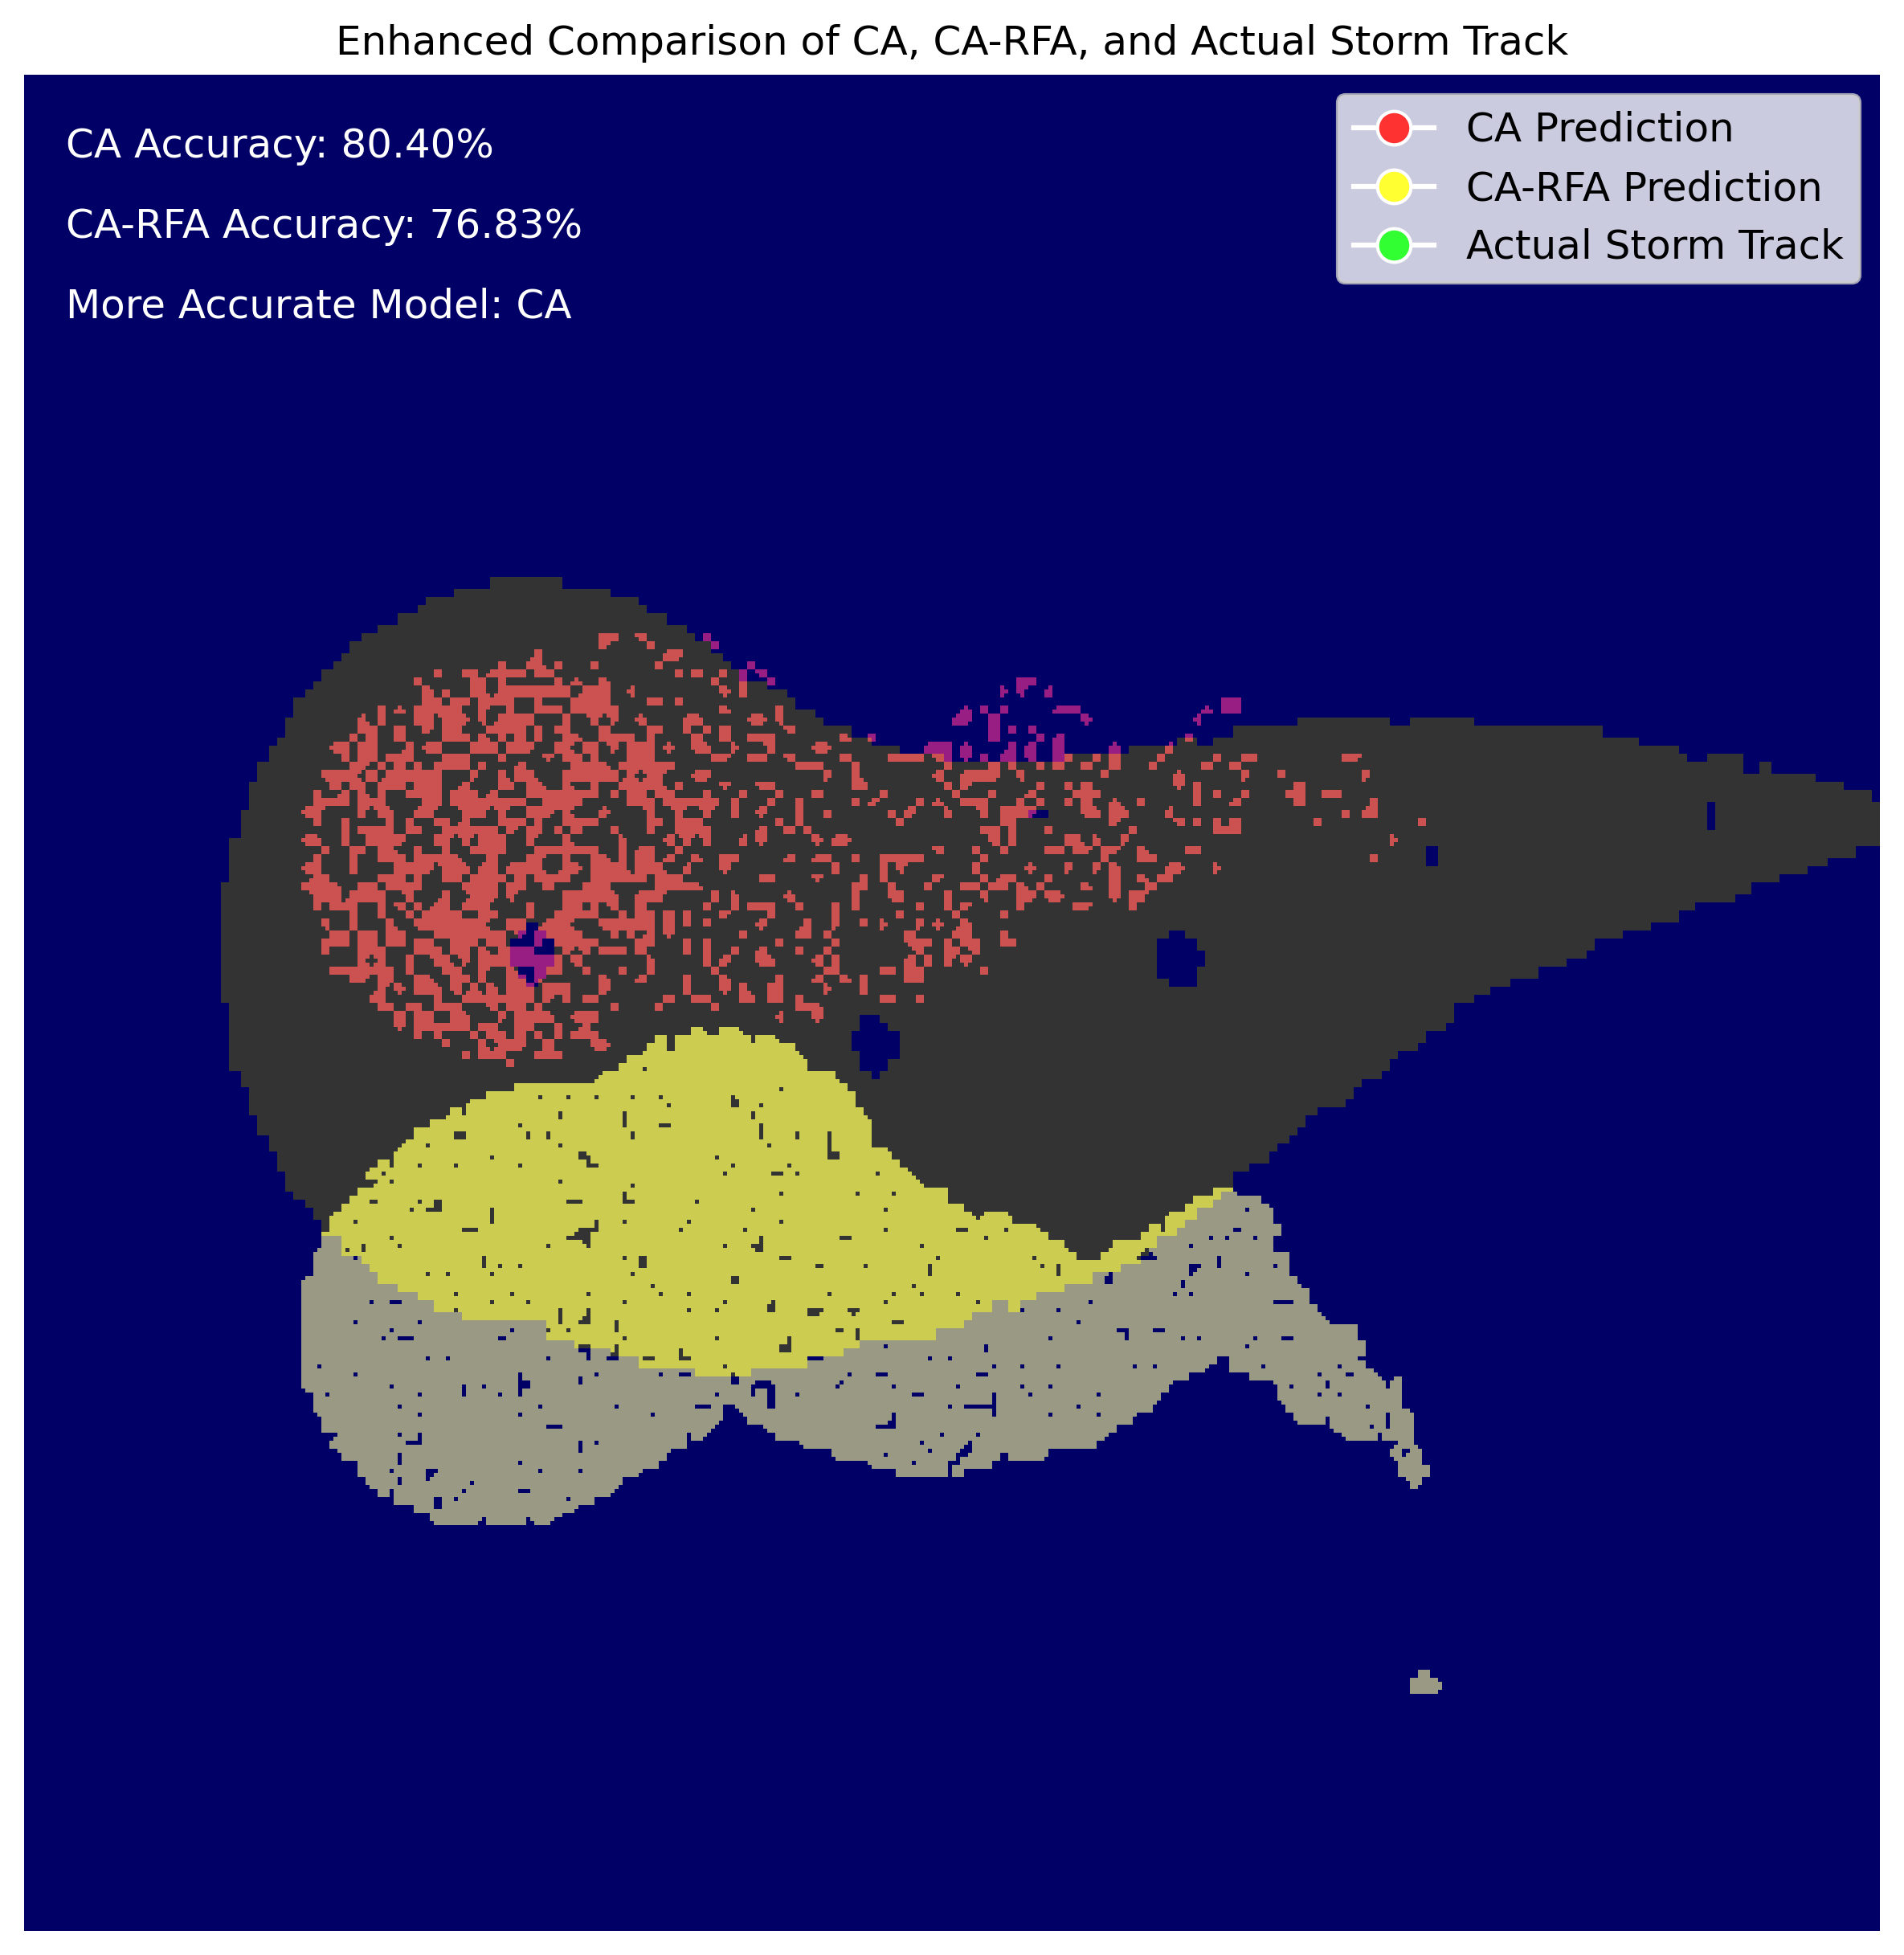 Enhanced Comparison of CA, CA-RFA, and Actual Storm Track
CA Accuracy: 80.40%
CA-RFA Accuracy: 76.83%
More Accurate Model: CA
CA Prediction
CA-RFA Prediction
Actual Storm Track